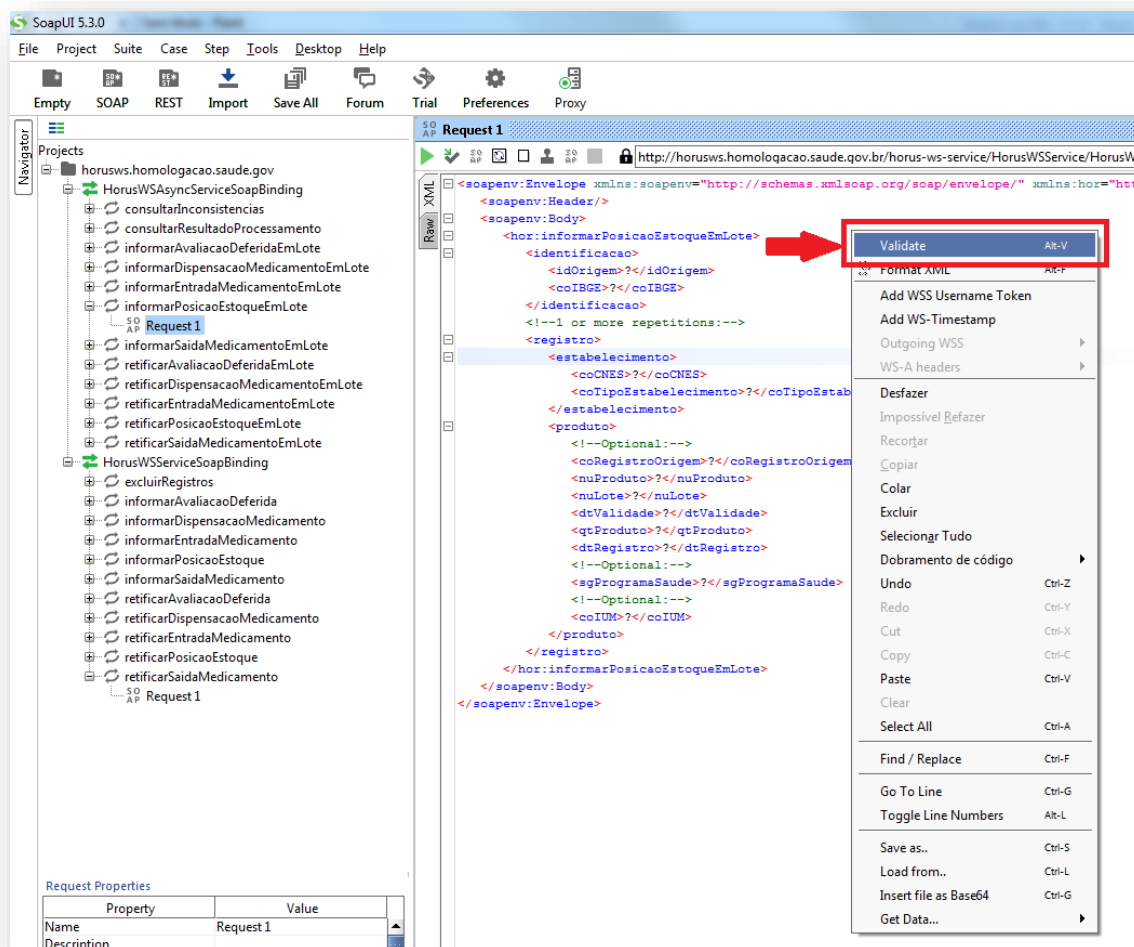 SoapUI 5.3.0
File Project Suite Case Step Tools Desktop Help
Empty SOAP REST Import Save All Forum Trial Preferences Proxy
Navigator
Projects
horusws.homologacao.saude.gov
HorusWSAsyncServiceSoapBinding
consultarInconsistencias
consultarResultadoProcessamento
informarAvaliacaoDeferidaEmLote
informarDispensacaoMedicamentoEmLote
informarEntradaMedicamentoEmLote
informarPosicaoEstoqueEmLote
SOAP Request 1
informarSaidaMedicamentoEmLote
retificarAvaliacaoDeferidaEmLote
retificarDispensacaoMedicamentoEmLote
retificarEntradaMedicamentoEmLote
retificarPosicaoEstoqueEmLote
retificarSaidaMedicamentoEmLote
HorusWSServiceSoapBinding
excluirRegistros
informarAvaliacaoDeferida
informarDispensacaoMedicamento
informarEntradaMedicamento
informarPosicaoEstoque
informarSaidaMedicamento
retificarAvaliacaoDeferida
retificarDispensacaoMedicamento
retificarEntradaMedicamento
retificarPosicaoEstoque
retificarSaidaMedicamento
SOAP Request 1
Request Properties
Property Value
Name Request 1
Description
SOAP Request 1
http://horusws.homologacao.saude.gov.br/horus-ws-service/HorusWSService/HorusW
XML
Raw
<soapenv:Envelope xmlns:soapenv="http://schemas.xmlsoap.org/soap/envelope/" xmlns:hor="htt
<soapenv:Header/>
<soapenv:Body>
<hor:informarPosicaoEstoqueEmLote>
<identificacao>
<idOrigem>?</idOrigem>
<coIBGE>?</coIBGE>
</identificacao>
<!--1 or more repetitions:-->
<registro>
<estabelecimento>
<coCNES>?</coCNES>
<coTipoEstabelecimento>?</coTipoEstab
</estabelecimento>
<produto>
<!--Optional:-->
<coRegistroOrigem>?</coRegistroOrigem
<nuProduto>?</nuProduto>
<nuLote>?</nuLote>
<dtValidade>?</dtValidade>
<qtProduto>?</qtProduto>
<dtRegistro>?</dtRegistro>
<!--Optional:-->
<sgProgramaSaude>?</sgProgramaSaude>
<!--Optional:-->
<coIUM>?</coIUM>
</produto>
</registro>
</hor:informarPosicaoEstoqueEmLote>
</soapenv:Body>
</soapenv:Envelope>
Validate Alt-V
Format XML Alt-F
Add WSS Username Token
Add WS-Timestamp
Outgoing WSS
WS-A headers
Desfazer
Impossível Refazer
Recortar
Copiar
Colar
Excluir
Selecionar Tudo
Dobramento de código
Undo Ctrl-Z
Redo Ctrl-Y
Cut Ctrl-X
Copy Ctrl-C
Paste Ctrl-V
Clear
Select All Ctrl-A
Find / Replace Ctrl-F
Go To Line Ctrl-G
Toggle Line Numbers Alt-L
Save as.. Ctrl-S
Load from.. Ctrl-L
Insert file as Base64 Ctrl-G
Get Data...